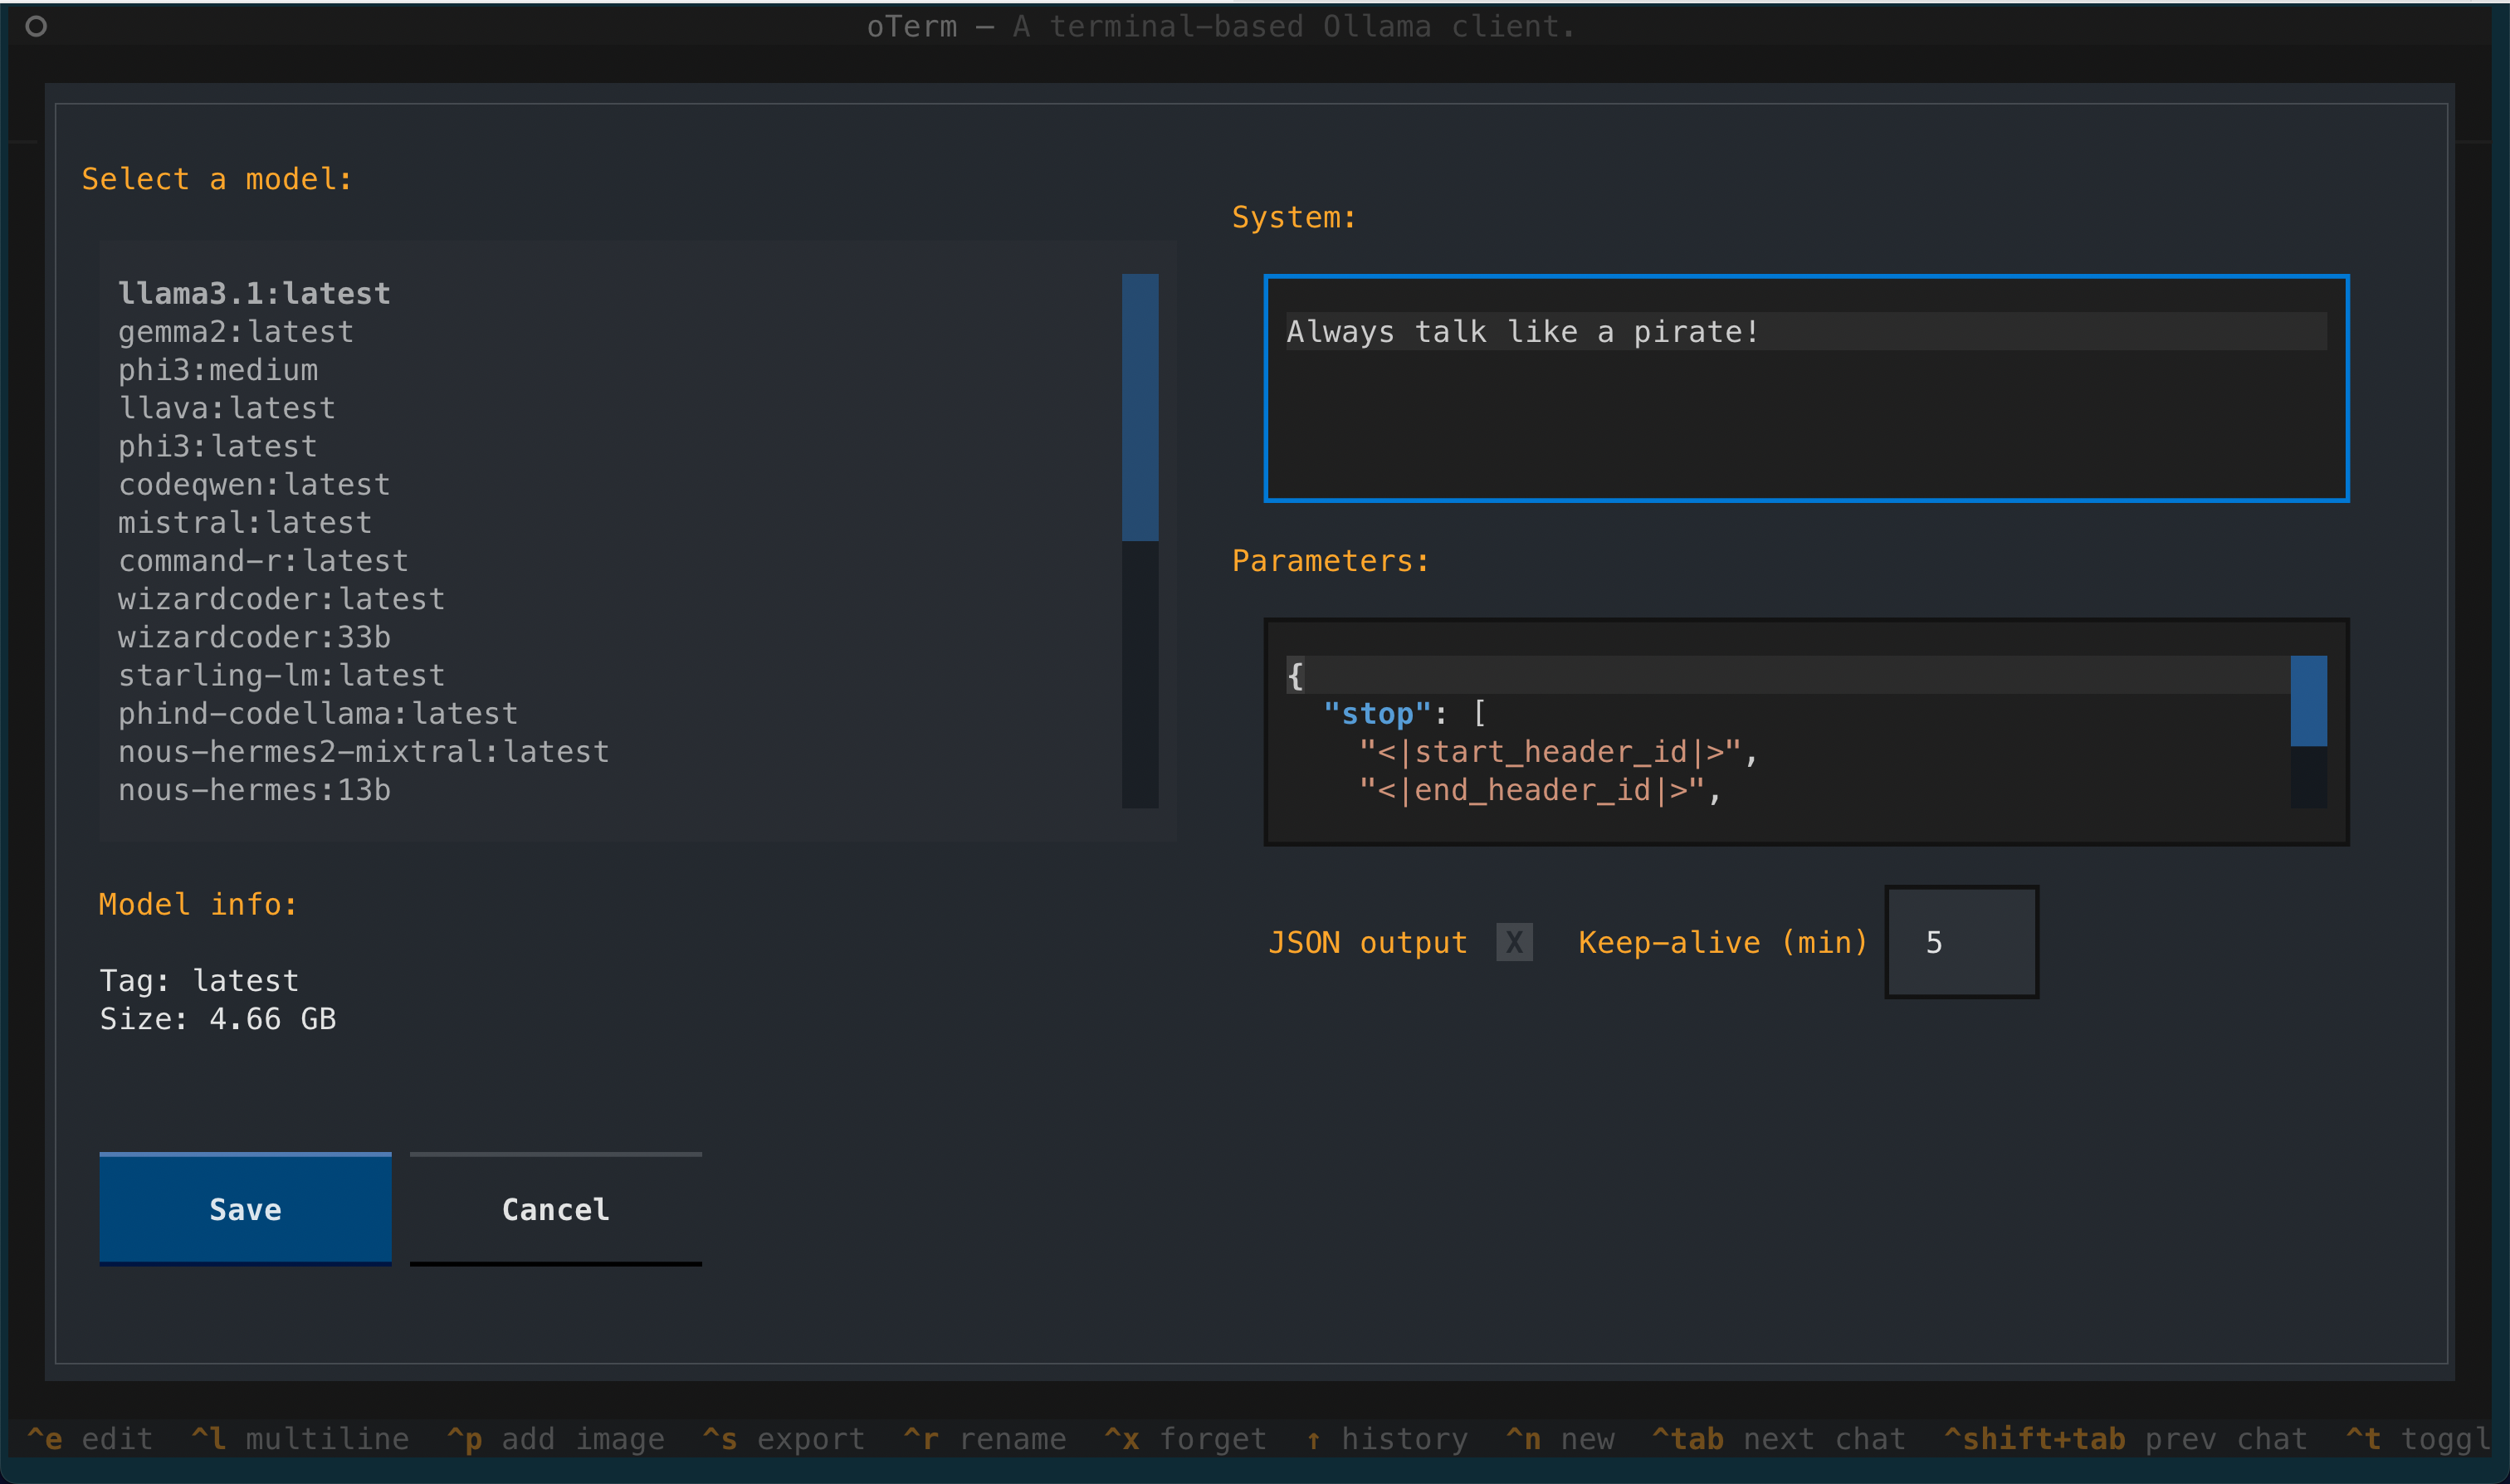 oTerm — A terminal-based Ollama client.
Select a model:
llama3.1:latest
gemma2:latest
phi3:medium
llava:latest
phi3:latest
codeqwen:latest
mistral:latest
command-r:latest
wizardcoder:latest
wizardcoder:33b
starling-lm:latest
phind-codellama:latest
nous-hermes2-mixtral:latest
nous-hermes:13b
Model info:
Tag: latest
Size: 4.66 GB
Save Cancel
System:
Always talk like a pirate!
Parameters:
{
"stop": [
"<|start_header_id|>",
"<|end_header_id|>",
JSON output X Keep-alive (min) 5
^e edit ^l multiline ^p add image ^s export ^r rename ^x forget ↑ history ^n new ^tab next chat ^shift+tab prev chat ^t toggl